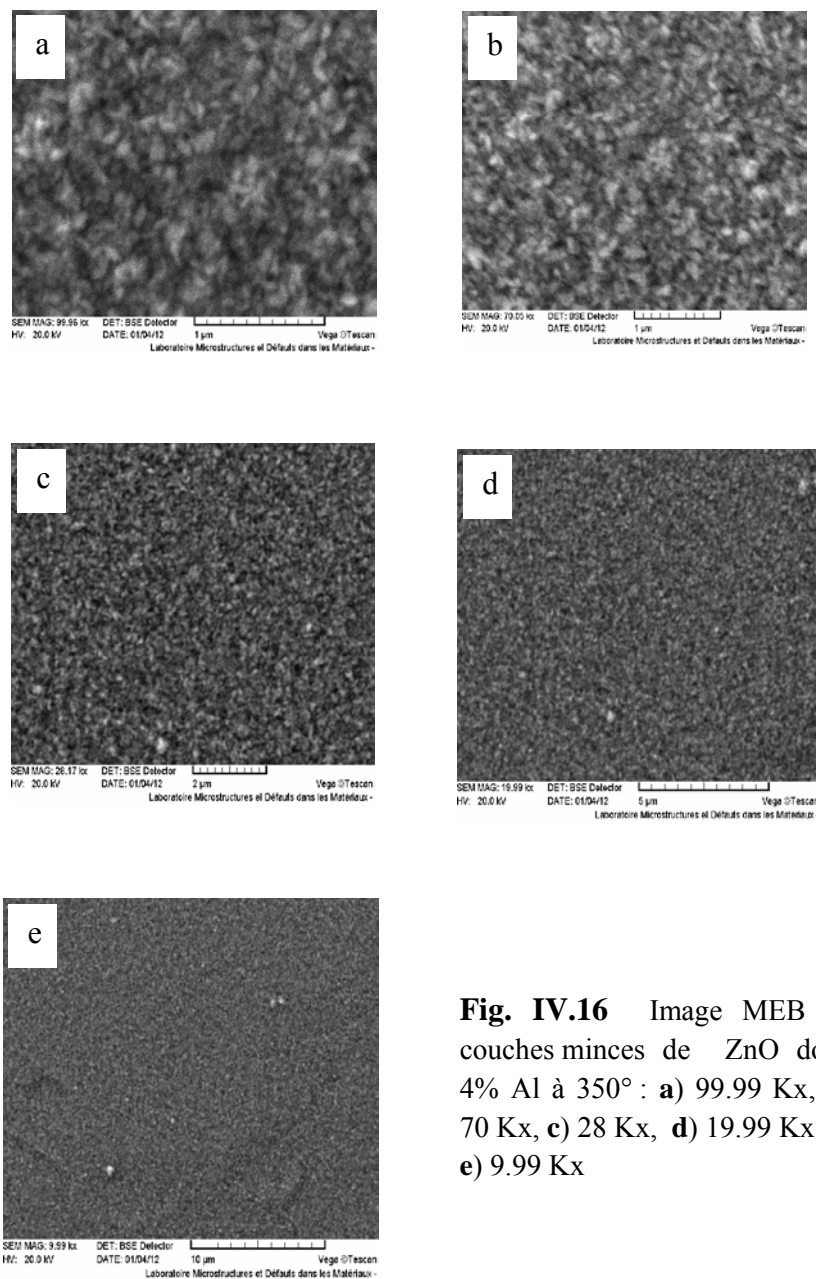 a
SEM MAG: 99.96 kx DET: BSE Detector
HV: 20.0 kV DATE: 01/04/12 1 µm Vega ©Tescan
Laboratoire Microstructures et Défauts dans les Matériaux -
b
SEM MAG: 70.05 kx DET: BSE Detector
HV: 20.0 kV DATE: 01/04/12 1 µm Vega ©Tescan
Laboratoire Microstructures et Défauts dans les Matériaux -
c
SEM MAG: 28.17 kx DET: BSE Detector
HV: 20.0 kV DATE: 01/04/12 2 µm Vega ©Tescan
Laboratoire Microstructures et Défauts dans les Matériaux -
d
SEM MAG: 19.99 kx DET: BSE Detector
HV: 20.0 kV DATE: 01/04/12 5 µm Vega ©Tescan
Laboratoire Microstructures et Défauts dans les Matériaux -
e
SEM MAG: 9.99 kx DET: BSE Detector
HV: 20.0 kV DATE: 01/04/12 10 µm Vega ©Tescan
Laboratoire Microstructures et Défauts dans les Matériaux -
Fig. IV.16 Image MEB
couches minces de ZnO do
4% Al à 350° : a) 99.99 Kx,
70 Kx, c) 28 Kx, d) 19.99 Kx
e) 9.99 Kx